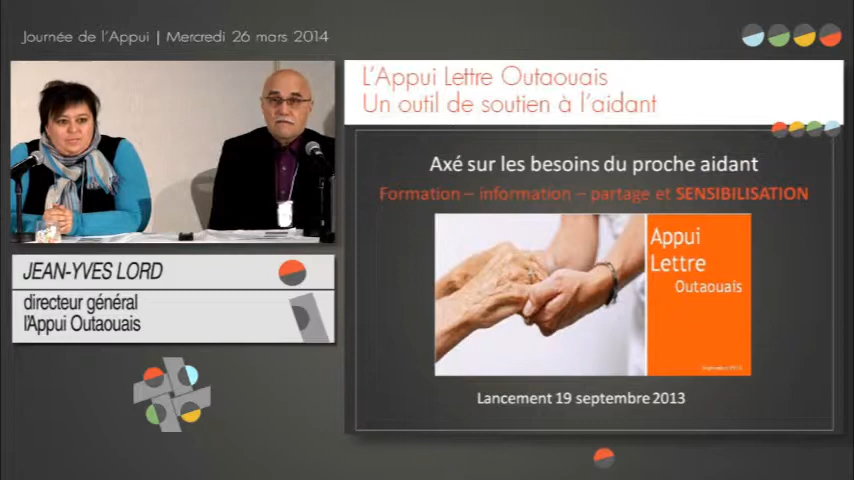 Journée de l'Appui | Mercredi 26 mars 2014
L'Appui Lettre Outaouais
Un outil de soutien à l'aidant
Axé sur les besoins du proche aidant
Formation – information – partage et SENSIBILISATION
Appui
Lettre
Outaouais
Septembre 2013
Lancement 19 septembre 2013
JEAN-YVES LORD
directeur général
l'Appui Outaouais